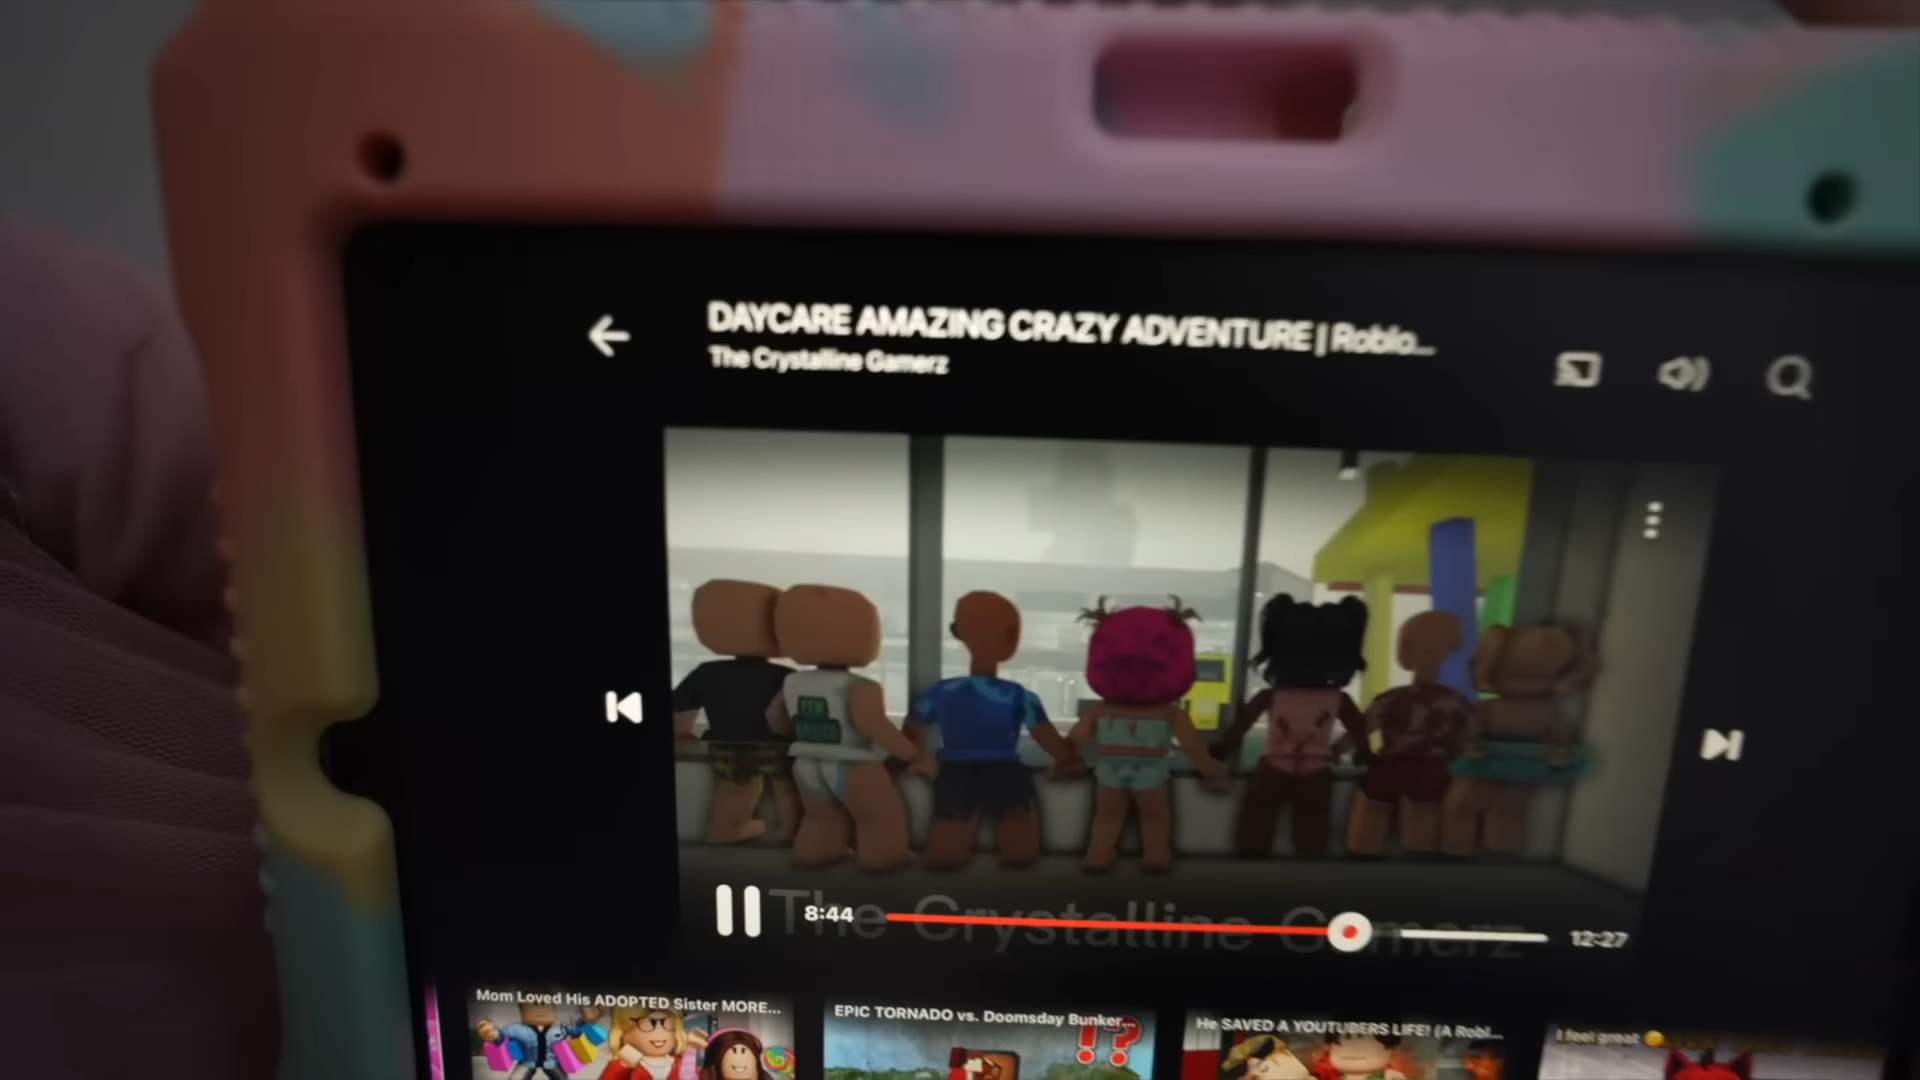 DAYCARE AMAZING CRAZY ADVENTURE | Roblo...
The Crystalline Gamerz
The Crystalline Gamerz
8:44
12:27
Mom Loved His ADOPTED Sister MORE...
EPIC TORNADO vs. Doomsday Bunker...
!?
He SAVED A YOUTUBERS LIFE! (A Robl...
I feel great